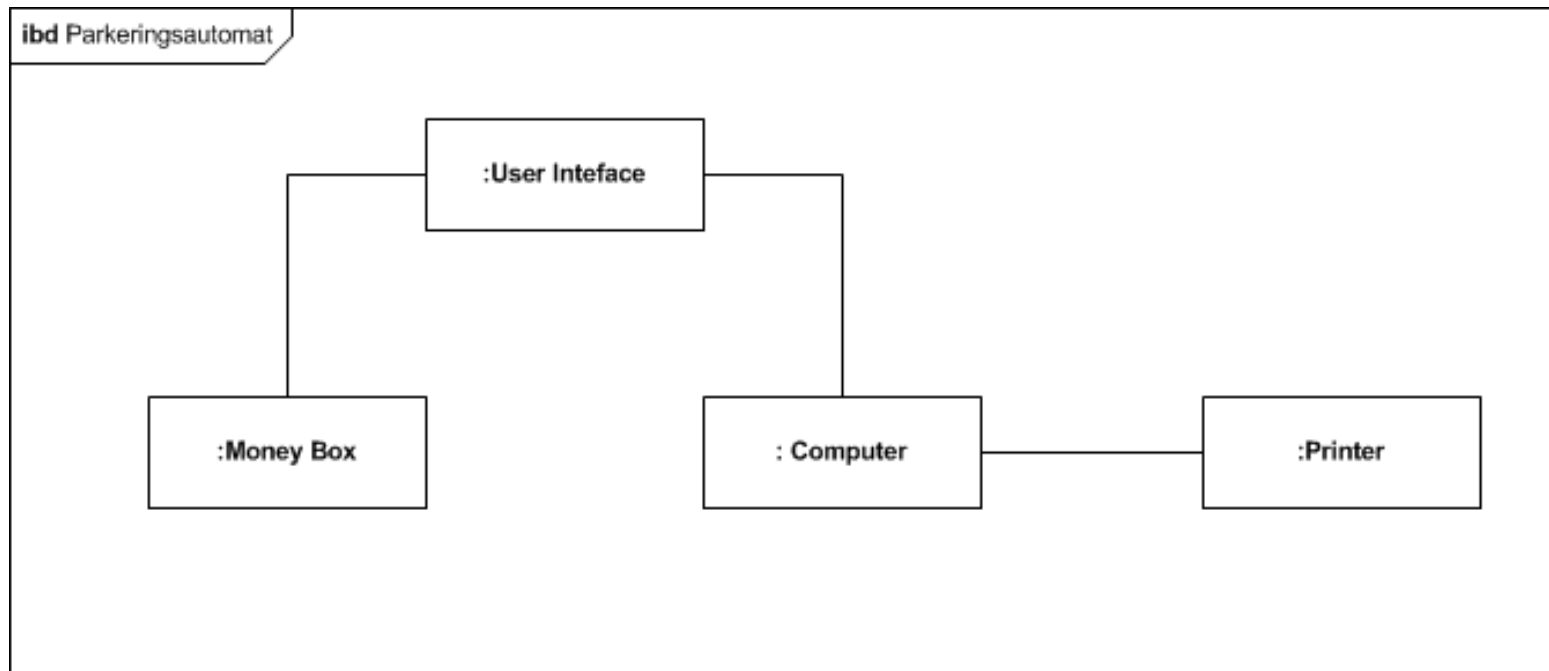 ibd Parkeringsautomat
:User Inteface
:Money Box
: Computer
:Printer